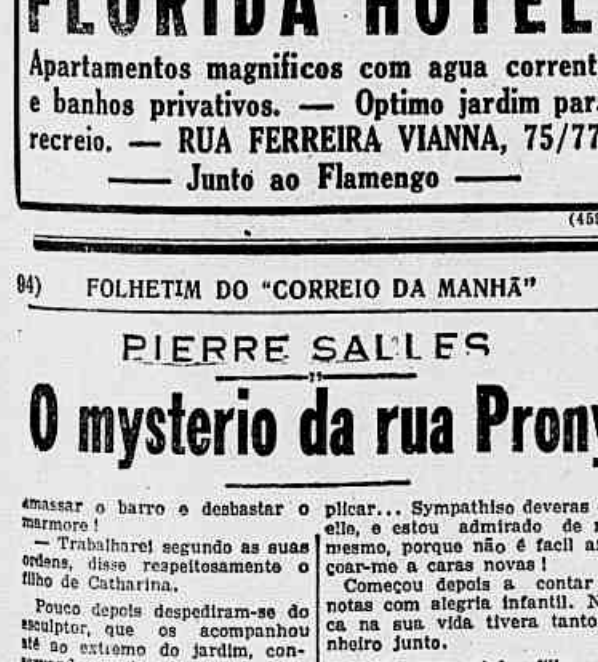 FLORIDA HOTEL
Apartamentos magnificos com agua corrent
e banhos privativos. — Optimo jardim par
recreio. — RUA FERREIRA VIANNA, 75/77
— Junto ao Flamengo —
94) FOLHETIM DO "CORREIO DA MANHÃ"
PIERRE SALLES
O mysterio da rua Prony
amassar o barro e desbastar o
marmore!
— Trabalharei segundo as suas
ordens, disse respeitosamente o
filho de Catharina.
Pouco depois despediram-se do
esculptor, que os acompanhou
até ao extremo do jardim, con-
plicar... Sympathiso deveras
elle, e estou admirado de
mesmo, porque não é facil
çoar-me a caras novas!
Começou depois a contar
notas com alegria infantil. N
ca na sua vida tivera tanto
nheiro junto.